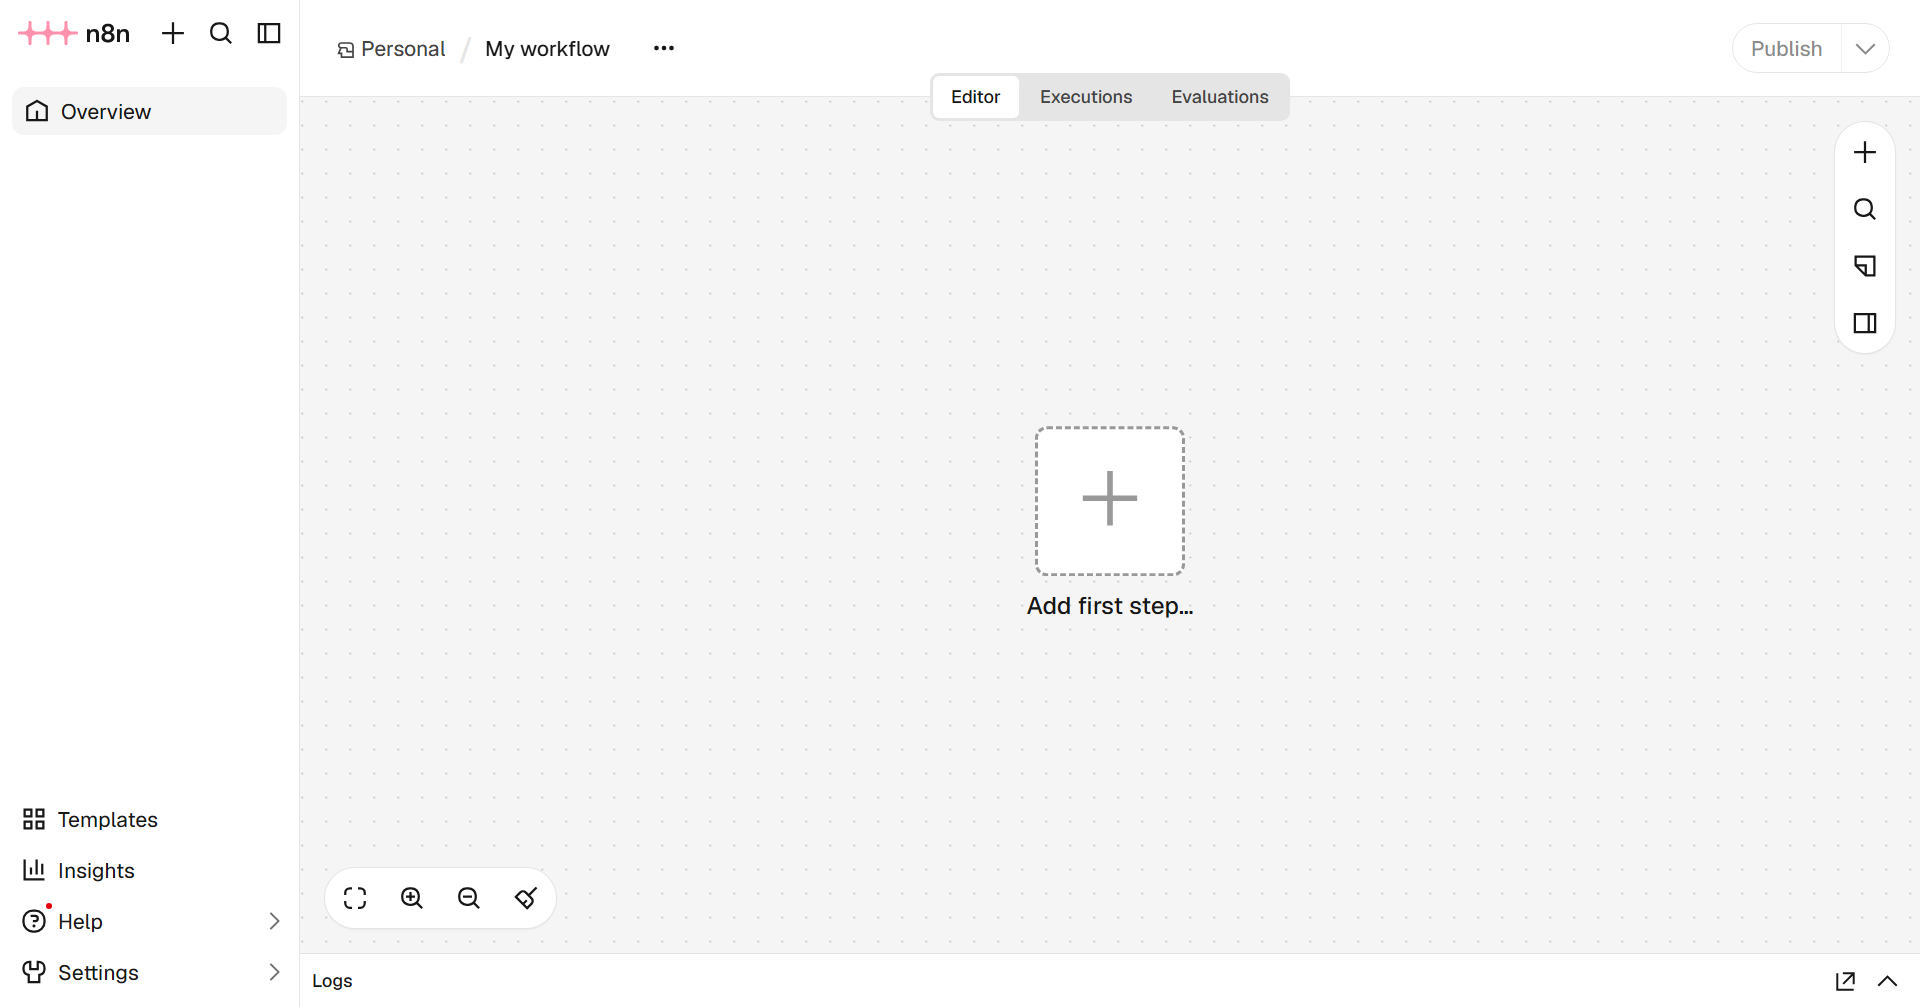 n8n
Overview
Templates
Insights
Help
Settings
Personal / My workflow
Publish
Editor
Executions
Evaluations
Add first step...
Logs